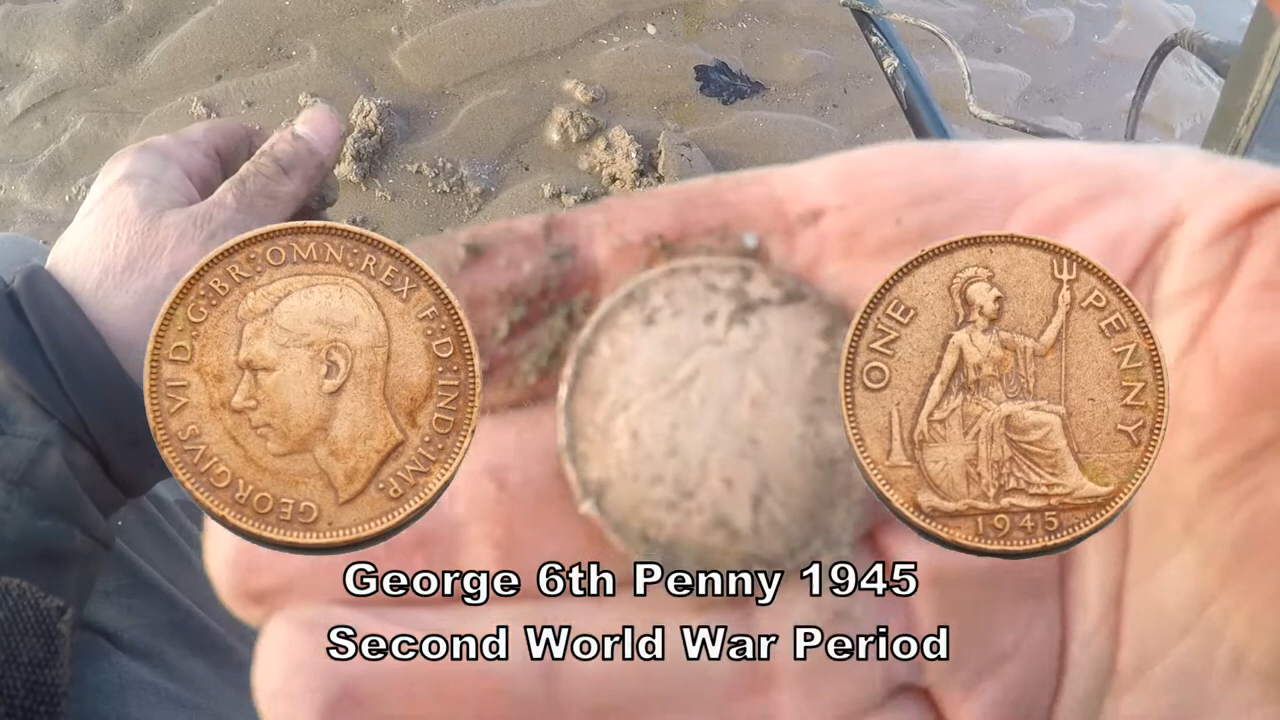 GEORGIVS VI D:G:BR:OMN:REX F:D:IND:IMP.
ONE PENNY
1945
George 6th Penny 1945
Second World War Period